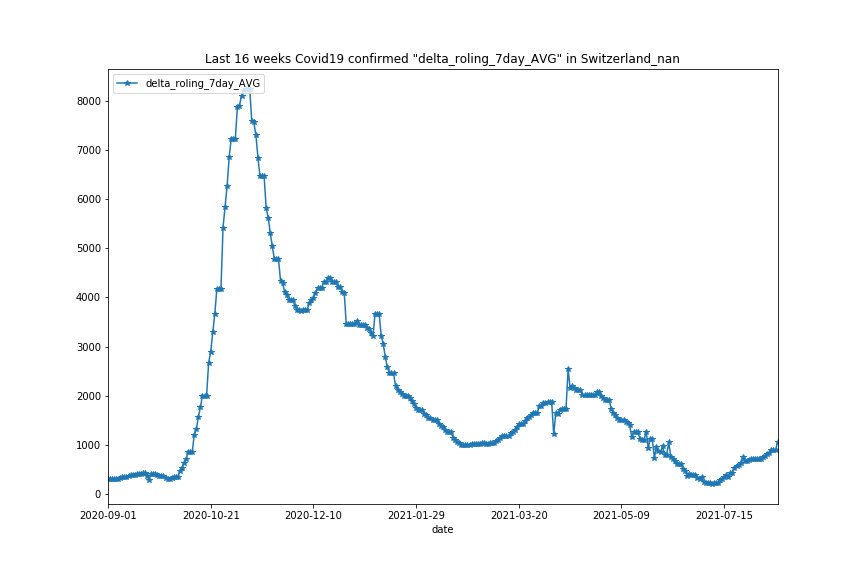 Last 16 weeks Covid19 confirmed "delta_roling_7day_AVG" in Switzerland_nan
delta_roling_7day_AVG
8000
7000
6000
5000
4000
3000
2000
1000
0
2020-09-01 2020-10-21 2020-12-10 2021-01-29 2021-03-20 2021-05-09 2021-07-15
date